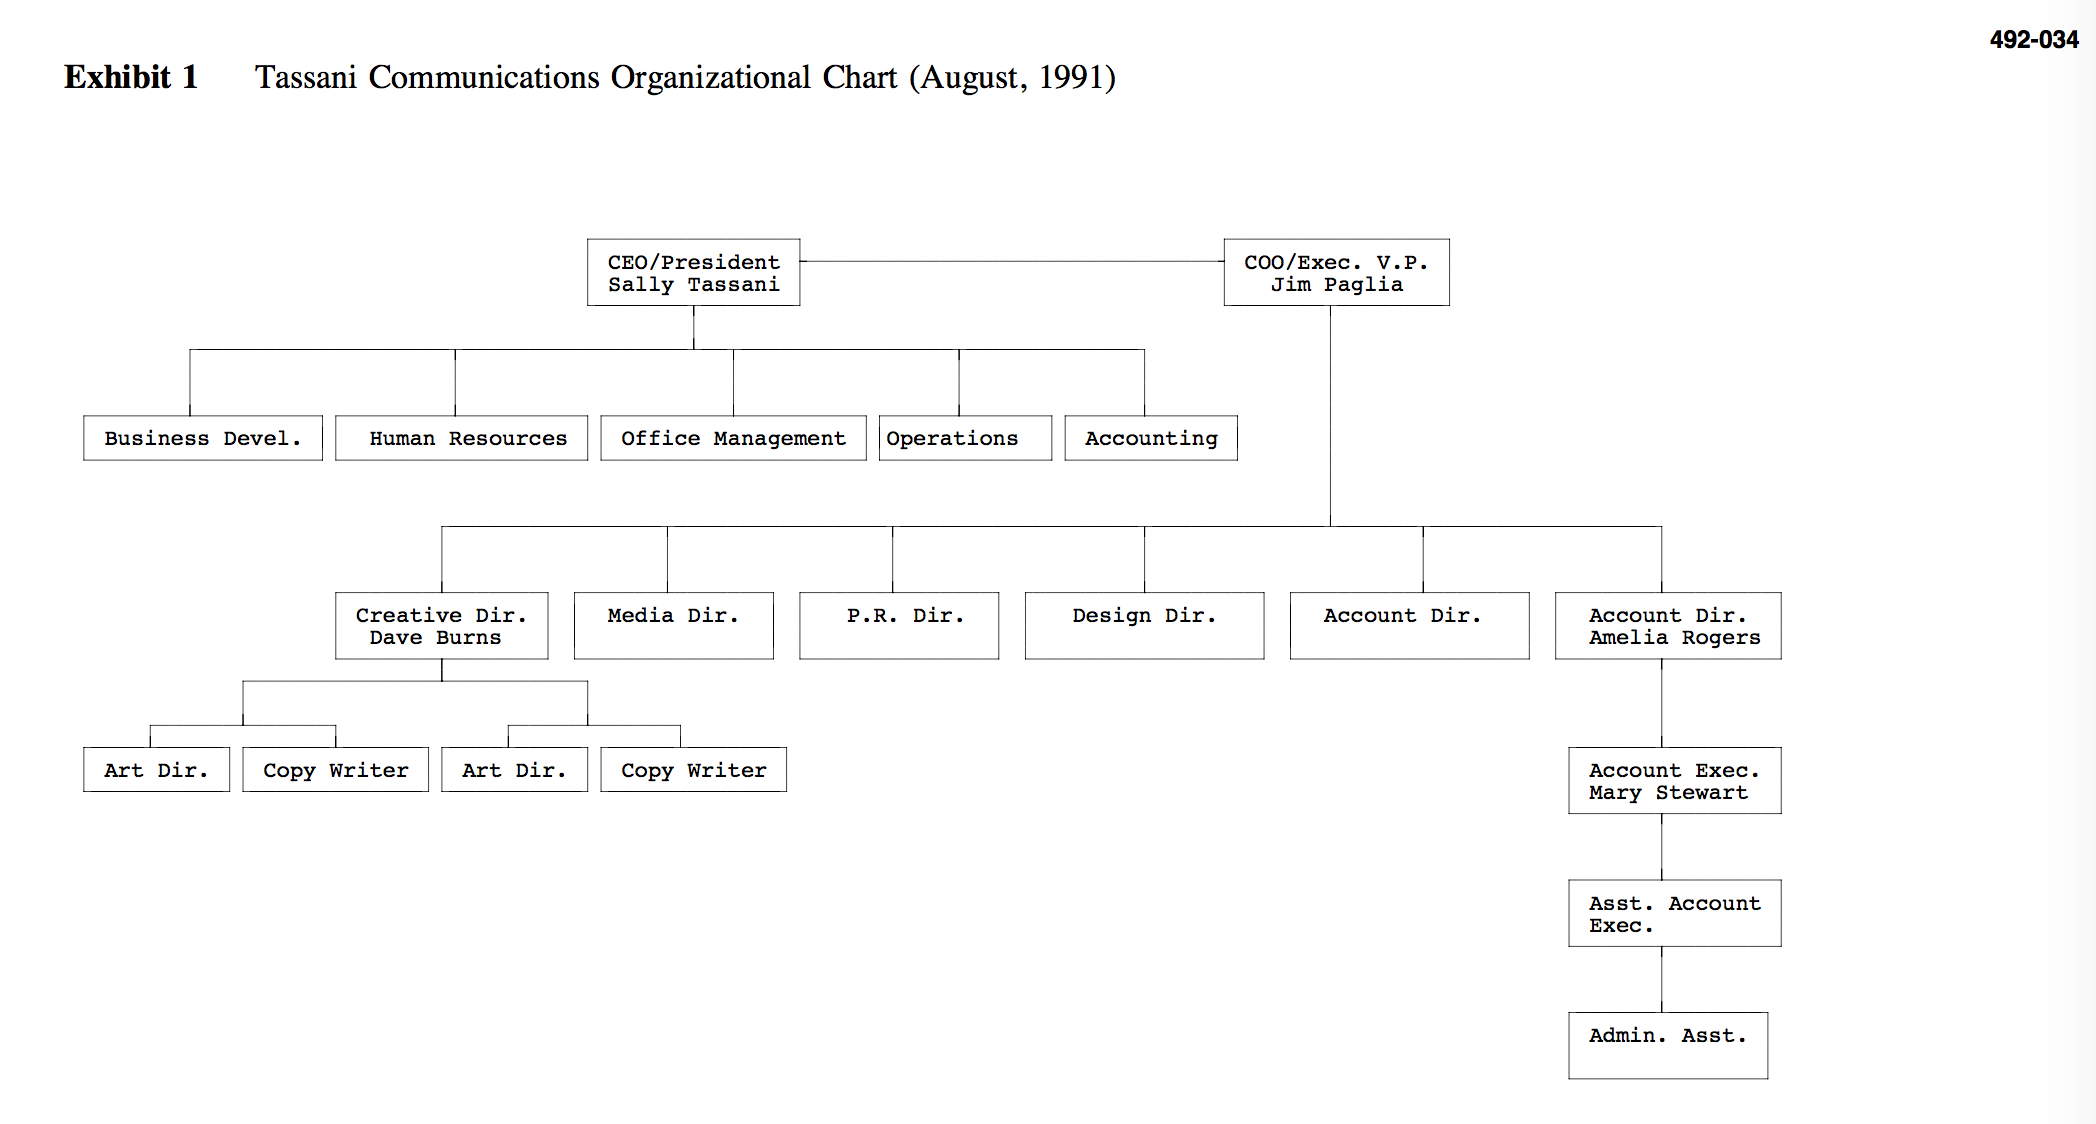 492-034
Exhibit 1 Tassani Communications Organizational Chart (August, 1991)
CEO/President
Sally Tassani
COO/Exec. V.P.
Jim Paglia
Business Devel.
Human Resources
Office Management
Operations
Accounting
Creative Dir.
Dave Burns
Media Dir.
P.R. Dir.
Design Dir.
Account Dir.
Account Dir.
Amelia Rogers
Art Dir.
Copy Writer
Art Dir.
Copy Writer
Account Exec.
Mary Stewart
Asst. Account
Exec.
Admin. Asst.